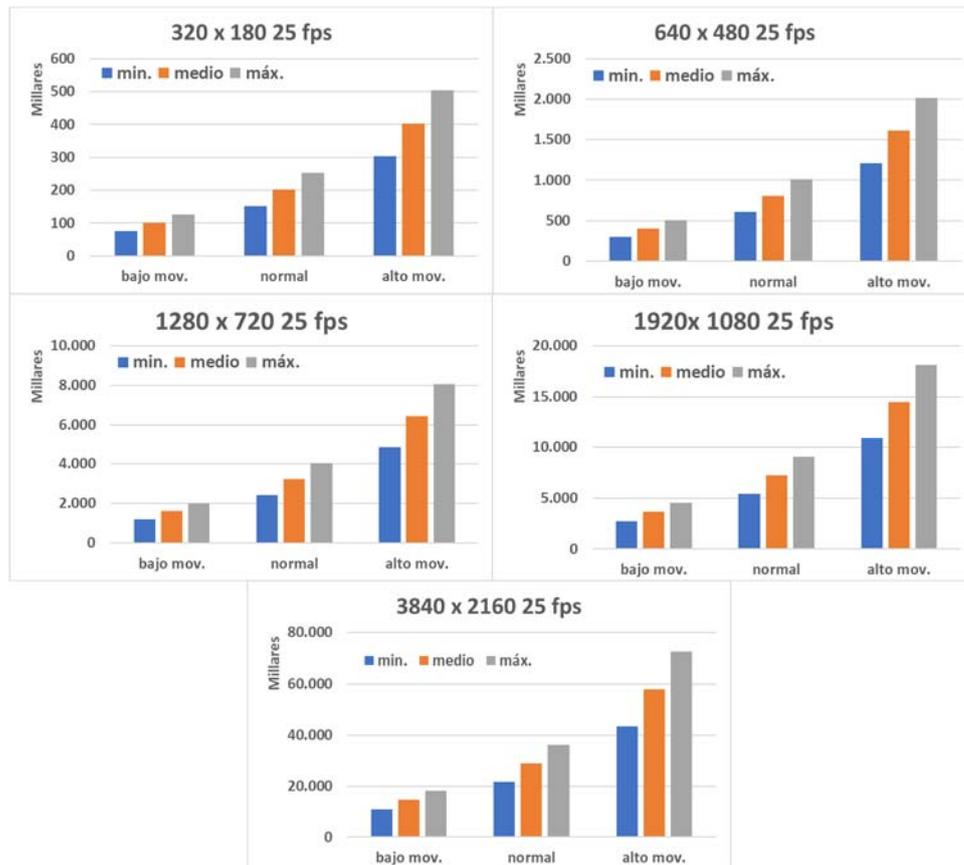 320 x 180 25 fps
Millares
min. medio máx.
600
500
400
300
200
100
0
bajo mov. normal alto mov.
640 x 480 25 fps
Millares
min. medio máx.
2.500
2.000
1.500
1.000
500
0
bajo mov. normal alto mov.
1280 x 720 25 fps
Millares
min. medio máx.
10.000
8.000
6.000
4.000
2.000
0
bajo mov. normal alto mov.
1920x 1080 25 fps
Millares
min. medio máx.
20.000
15.000
10.000
5.000
0
bajo mov. normal alto mov.
3840 x 2160 25 fps
Millares
min. medio máx.
80.000
60.000
40.000
20.000
0
bajo mov. normal alto mov.